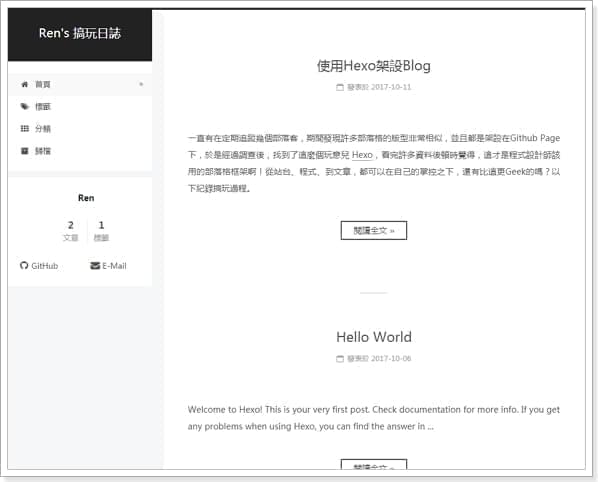 Ren's 搞玩日誌
首頁
標籤
分類
歸檔
Ren
2 1
文章 標籤
GitHub E-Mail
使用Hexo架設Blog
發表於 2017-10-11
一直有在定期追蹤幾個部落客，期間發現許多部落格的版型非常相似，並且都是架設在Github Page
下，於是經過調查後，找到了這麼個玩意兒 Hexo，看完許多資料後頓時覺得，這才是程式設計師該
用的部落格框架啊！從站台、程式、到文章，都可以在自己的掌控之下，還有比這更Geek的嗎？以
下紀錄搞玩過程。
閱讀全文 »
Hello World
發表於 2017-10-06
Welcome to Hexo! This is your very first post. Check documentation for more info. If you get
any problems when using Hexo, you can find the answer in ...
閱讀全文 »